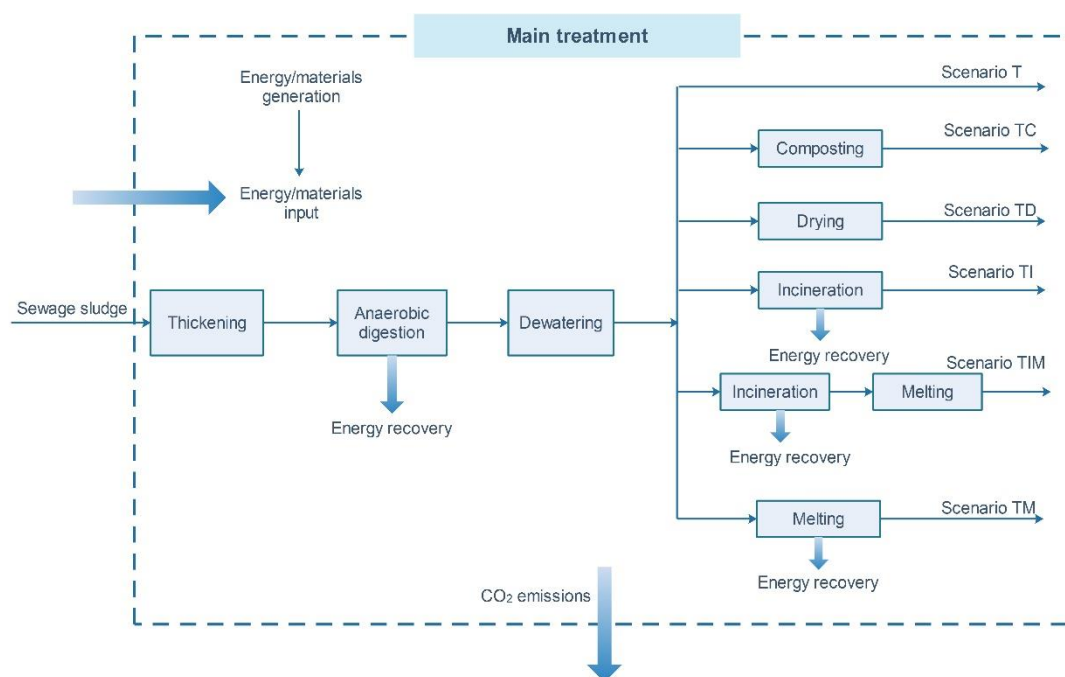 Main treatment
Energy/materials
generation
Energy/materials
input
Sewage sludge
Thickening
Anaerobic
digestion
Energy recovery
Dewatering
Scenario T
Composting
Scenario TC
Drying
Scenario TD
Incineration
Scenario TI
Energy recovery
Incineration
Melting
Scenario TIM
Energy recovery
Melting
Scenario TM
Energy recovery
CO₂ emissions